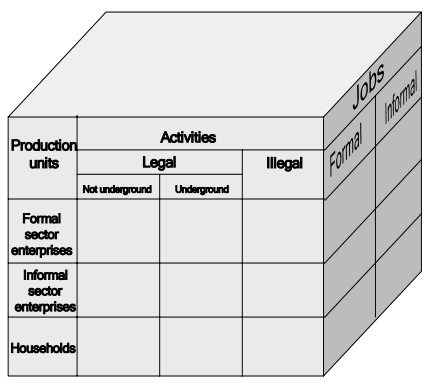 Jobs
Formal
Informal
Activities
Production
units
Legal
Illegal
Not underground
Underground
Formal
sector
enterprises
Informal
sector
enterprises
Households